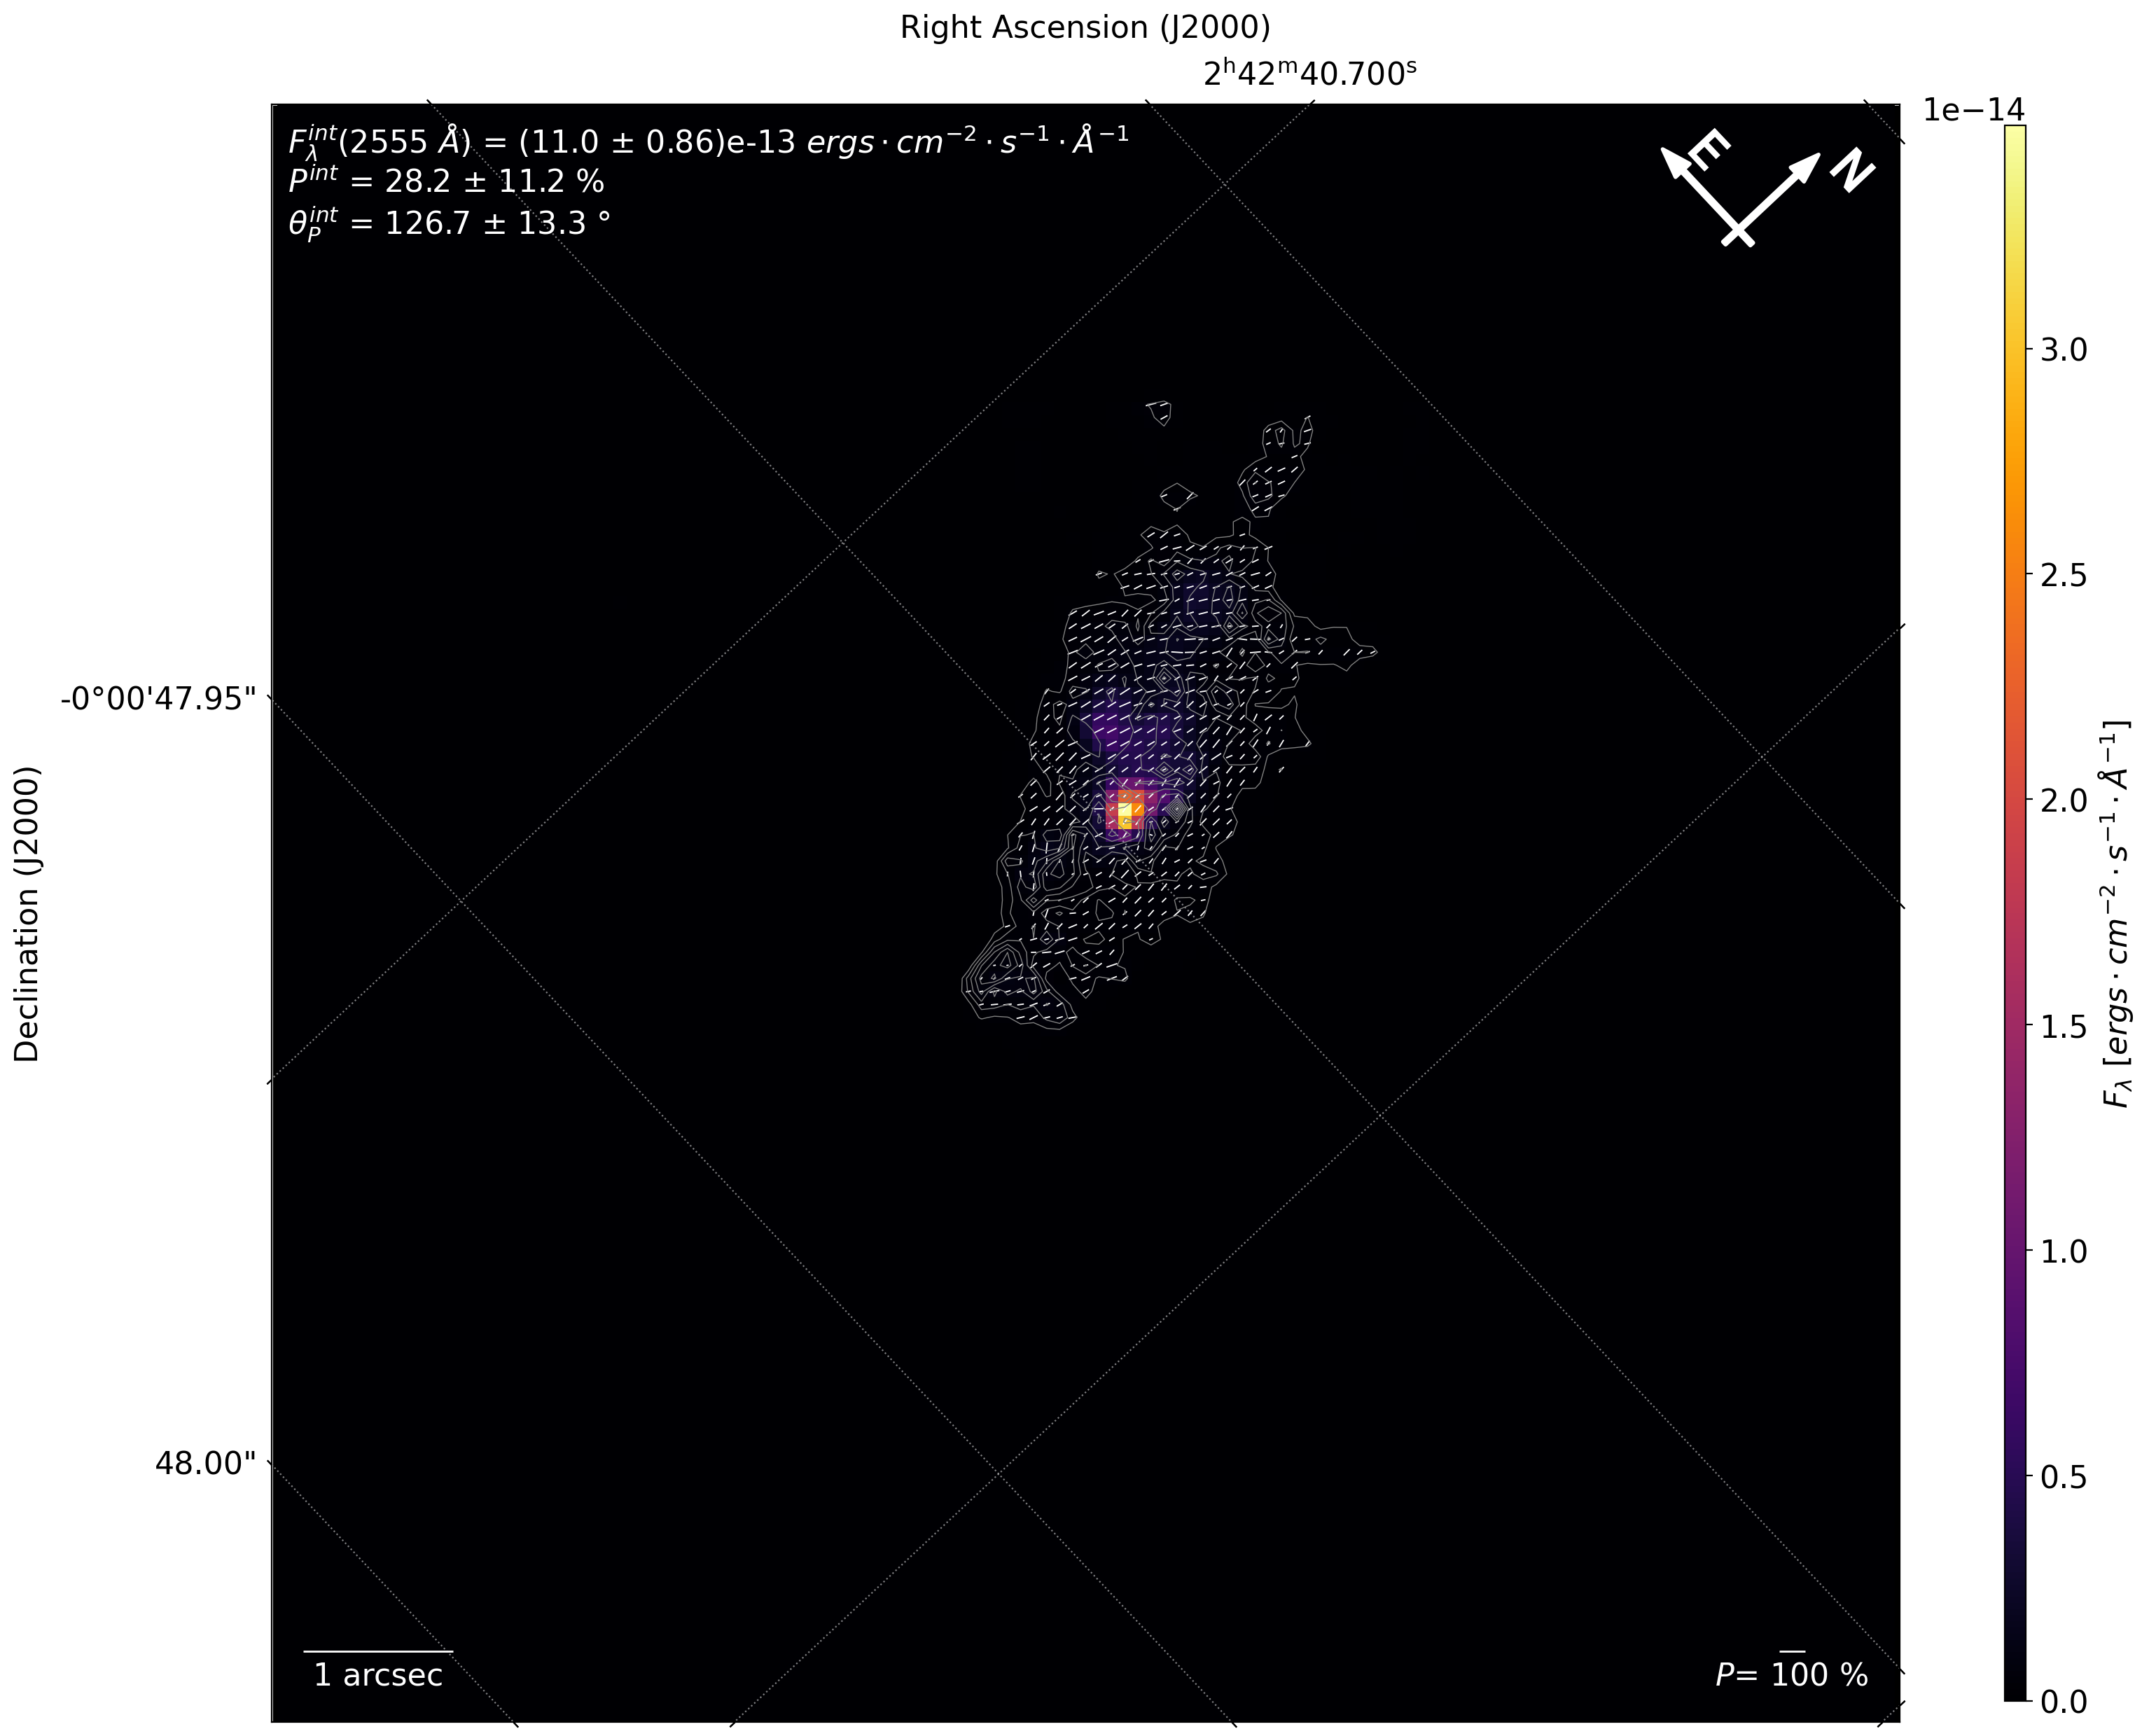 Right Ascension (J2000)
2ʰ42ᵐ40.700ˢ
1e−14
F_λ^int(2555 Å) = (11.0 ± 0.86)e-13 ergs · cm⁻² · s⁻¹ · Å⁻¹
P^int = 28.2 ± 11.2 %
θ_P^int = 126.7 ± 13.3 °
E
N
3.0
2.5
2.0
1.5
1.0
0.5
0.0
F_λ [ergs · cm⁻² · s⁻¹ · Å⁻¹]
-0°00'47.95"
48.00"
Declination (J2000)
1 arcsec
P= 100 %